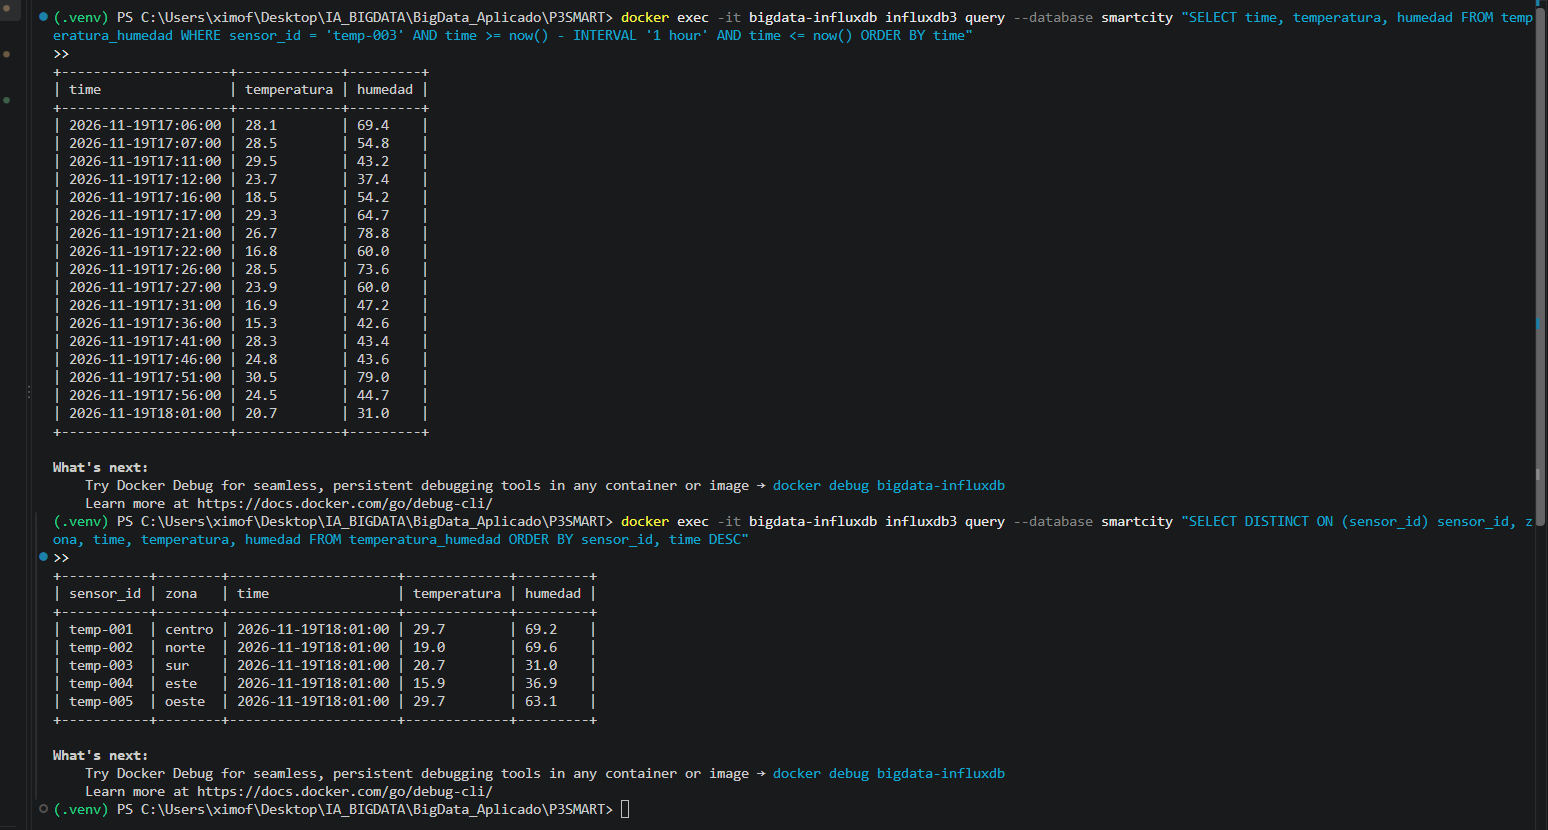 (.venv) PS C:\Users\ximof\Desktop\IA_BIGDATA\BigData_Aplicado\P3SMART> docker exec -it bigdata-influxdb influxdb3 query --database smartcity "SELECT time, temperatura, humedad FROM temp
eratura_humedad WHERE sensor_id = 'temp-003' AND time >= now() - INTERVAL '1 hour' AND time <= now() ORDER BY time"
>>
+---------------------+-------------+---------+
| time                | temperatura | humedad |
+---------------------+-------------+---------+
| 2026-11-19T17:06:00 | 28.1        | 69.4    |
| 2026-11-19T17:07:00 | 28.5        | 54.8    |
| 2026-11-19T17:11:00 | 29.5        | 43.2    |
| 2026-11-19T17:12:00 | 23.7        | 37.4    |
| 2026-11-19T17:16:00 | 18.5        | 54.2    |
| 2026-11-19T17:17:00 | 29.3        | 64.7    |
| 2026-11-19T17:21:00 | 26.7        | 78.8    |
| 2026-11-19T17:22:00 | 16.8        | 60.0    |
| 2026-11-19T17:26:00 | 28.5        | 73.6    |
| 2026-11-19T17:27:00 | 23.9        | 60.0    |
| 2026-11-19T17:31:00 | 16.9        | 47.2    |
| 2026-11-19T17:36:00 | 15.3        | 42.6    |
| 2026-11-19T17:41:00 | 28.3        | 43.4    |
| 2026-11-19T17:46:00 | 24.8        | 43.6    |
| 2026-11-19T17:51:00 | 30.5        | 79.0    |
| 2026-11-19T17:56:00 | 24.5        | 44.7    |
| 2026-11-19T18:01:00 | 20.7        | 31.0    |
+---------------------+-------------+---------+
What's next:
    Try Docker Debug for seamless, persistent debugging tools in any container or image → docker debug bigdata-influxdb
    Learn more at https://docs.docker.com/go/debug-cli/
(.venv) PS C:\Users\ximof\Desktop\IA_BIGDATA\BigData_Aplicado\P3SMART> docker exec -it bigdata-influxdb influxdb3 query --database smartcity "SELECT DISTINCT ON (sensor_id) sensor_id, z
ona, time, temperatura, humedad FROM temperatura_humedad ORDER BY sensor_id, time DESC"
>>
+-----------+--------+---------------------+-------------+---------+
| sensor_id | zona   | time                | temperatura | humedad |
+-----------+--------+---------------------+-------------+---------+
| temp-001  | centro | 2026-11-19T18:01:00 | 29.7        | 69.2    |
| temp-002  | norte  | 2026-11-19T18:01:00 | 19.0        | 69.6    |
| temp-003  | sur    | 2026-11-19T18:01:00 | 20.7        | 31.0    |
| temp-004  | este   | 2026-11-19T18:01:00 | 15.9        | 36.9    |
| temp-005  | oeste  | 2026-11-19T18:01:00 | 29.7        | 63.1    |
+-----------+--------+---------------------+-------------+---------+
What's next:
    Try Docker Debug for seamless, persistent debugging tools in any container or image → docker debug bigdata-influxdb
    Learn more at https://docs.docker.com/go/debug-cli/
(.venv) PS C:\Users\ximof\Desktop\IA_BIGDATA\BigData_Aplicado\P3SMART>